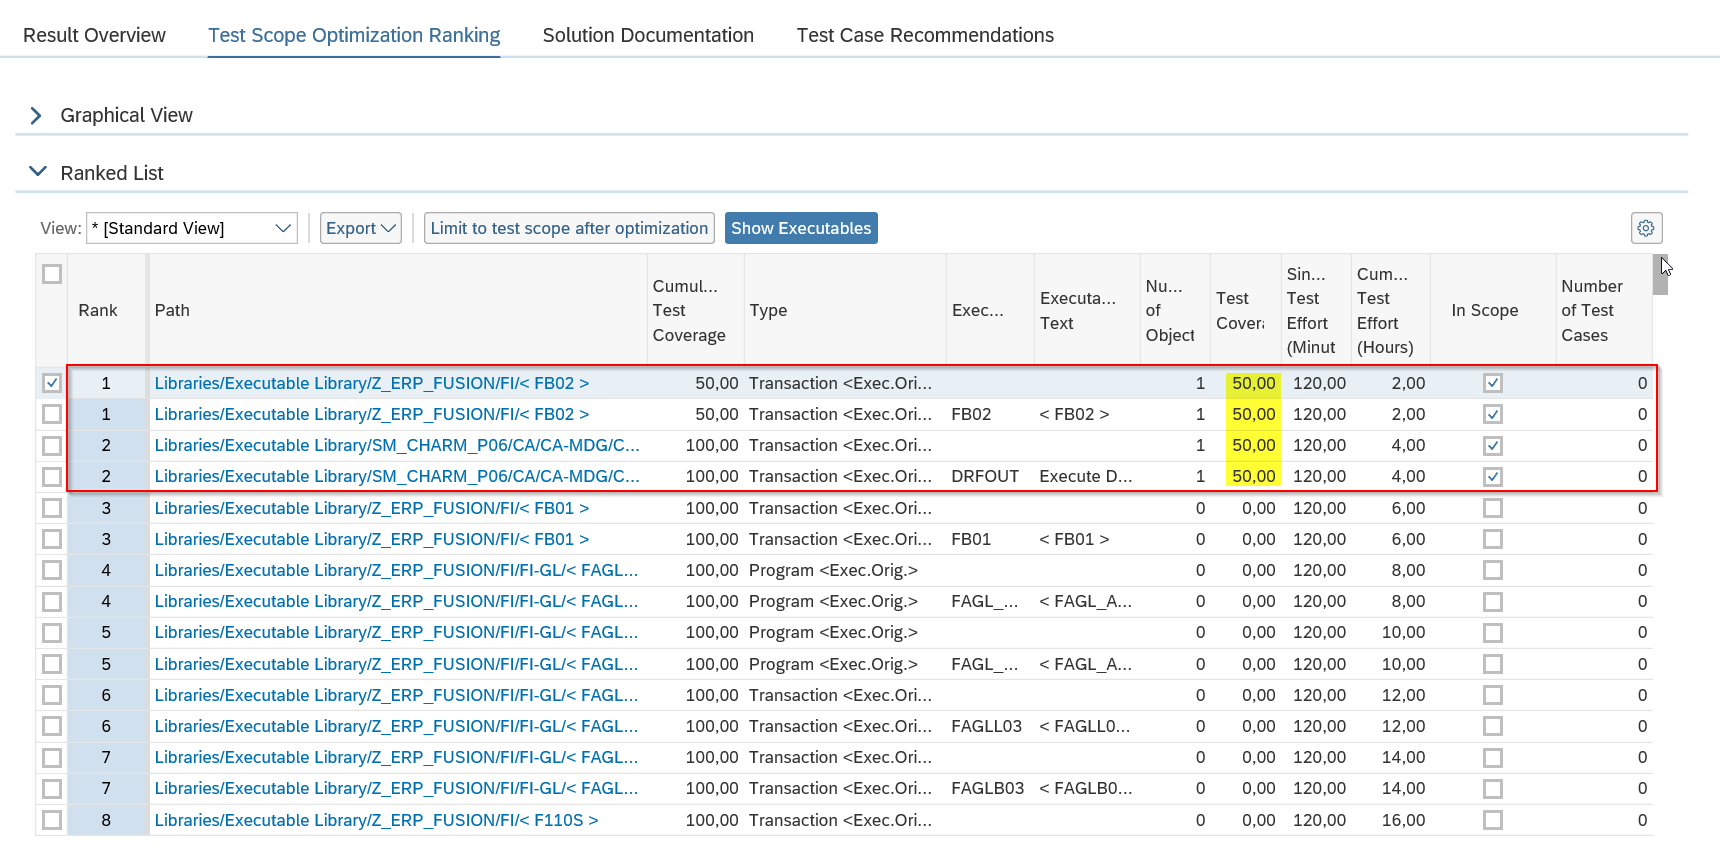 Result Overview Test Scope Optimization Ranking Solution Documentation Test Case Recommendations
Graphical View
Ranked List
View: * [Standard View] Export Limit to test scope after optimization Show Executables
Rank Path Cumul... Test Coverage Type Exec... Executa... Text Nu... of Object Test Cover Sin... Test Effort (Minut Cum... Test Effort (Hours) In Scope Number of Test Cases
1 Libraries/Executable Library/Z_ERP_FUSION/FI/< FB02 > 50,00 Transaction <Exec.Ori... 1 50,00 120,00 2,00 0
1 Libraries/Executable Library/Z_ERP_FUSION/FI/< FB02 > 50,00 Transaction <Exec.Ori... FB02 < FB02 > 1 50,00 120,00 2,00 0
2 Libraries/Executable Library/SM_CHARM_P06/CA/CA-MDG/C... 100,00 Transaction <Exec.Ori... 1 50,00 120,00 4,00 0
2 Libraries/Executable Library/SM_CHARM_P06/CA/CA-MDG/C... 100,00 Transaction <Exec.Ori... DRFOUT Execute D... 1 50,00 120,00 4,00 0
3 Libraries/Executable Library/Z_ERP_FUSION/FI/< FB01 > 100,00 Transaction <Exec.Ori... 0 0,00 120,00 6,00 0
3 Libraries/Executable Library/Z_ERP_FUSION/FI/< FB01 > 100,00 Transaction <Exec.Ori... FB01 < FB01 > 0 0,00 120,00 6,00 0
4 Libraries/Executable Library/Z_ERP_FUSION/FI/FI-GL/< FAGL... 100,00 Program <Exec.Orig.> 0 0,00 120,00 8,00 0
4 Libraries/Executable Library/Z_ERP_FUSION/FI/FI-GL/< FAGL... 100,00 Program <Exec.Orig.> FAGL_... < FAGL_A... 0 0,00 120,00 8,00 0
5 Libraries/Executable Library/Z_ERP_FUSION/FI/FI-GL/< FAGL... 100,00 Program <Exec.Orig.> 0 0,00 120,00 10,00 0
5 Libraries/Executable Library/Z_ERP_FUSION/FI/FI-GL/< FAGL... 100,00 Program <Exec.Orig.> FAGL_... < FAGL_A... 0 0,00 120,00 10,00 0
6 Libraries/Executable Library/Z_ERP_FUSION/FI/FI-GL/< FAGL... 100,00 Transaction <Exec.Ori... 0 0,00 120,00 12,00 0
6 Libraries/Executable Library/Z_ERP_FUSION/FI/FI-GL/< FAGL... 100,00 Transaction <Exec.Ori... FAGLL03 < FAGLL0... 0 0,00 120,00 12,00 0
7 Libraries/Executable Library/Z_ERP_FUSION/FI/FI-GL/< FAGL... 100,00 Transaction <Exec.Ori... 0 0,00 120,00 14,00 0
7 Libraries/Executable Library/Z_ERP_FUSION/FI/FI-GL/< FAGL... 100,00 Transaction <Exec.Ori... FAGLB03 < FAGLB0... 0 0,00 120,00 14,00 0
8 Libraries/Executable Library/Z_ERP_FUSION/FI/< F110S > 100,00 Transaction <Exec.Ori... 0 0,00 120,00 16,00 0